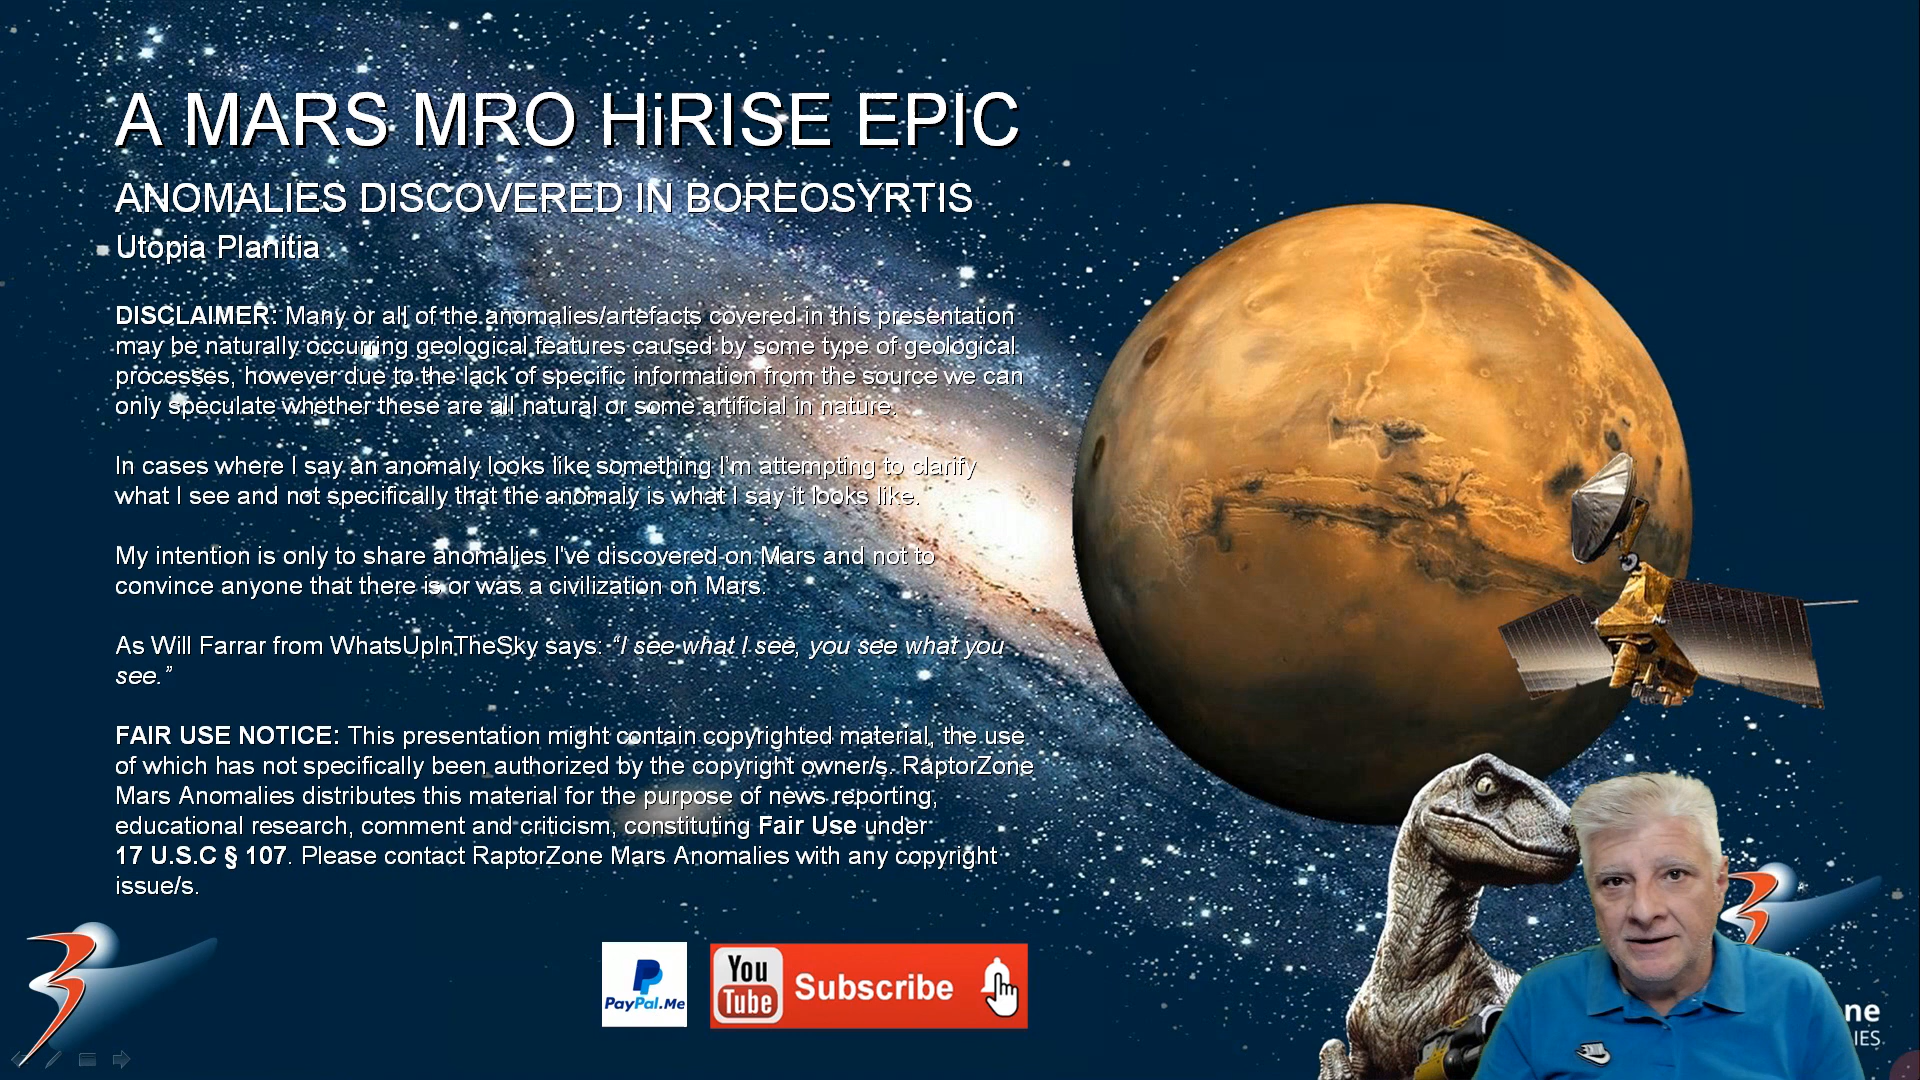 A MARS MRO HiRISE EPIC
ANOMALIES DISCOVERED IN BOREOSYRTIS
Utopia Planitia
DISCLAIMER: Many or all of the anomalies/artefacts covered in this presentation
may be naturally occurring geological features caused by some type of geological
processes, however due to the lack of specific information from the source we can
only speculate whether these are all natural or some artificial in nature.
In cases where I say an anomaly looks like something I'm attempting to clarify
what I see and not specifically that the anomaly is what I say it looks like.
My intention is only to share anomalies I've discovered on Mars and not to
convince anyone that there is or was a civilization on Mars.
As Will Farrar from WhatsUpInTheSky says: “I see what I see, you see what you
see.”
FAIR USE NOTICE: This presentation might contain copyrighted material, the use
of which has not specifically been authorized by the copyright owner/s. RaptorZone
Mars Anomalies distributes this material for the purpose of news reporting,
educational research, comment and criticism, constituting Fair Use under
17 U.S.C § 107. Please contact RaptorZone Mars Anomalies with any copyright
issue/s.
PayPal.Me
You Tube Subscribe
ne
IES